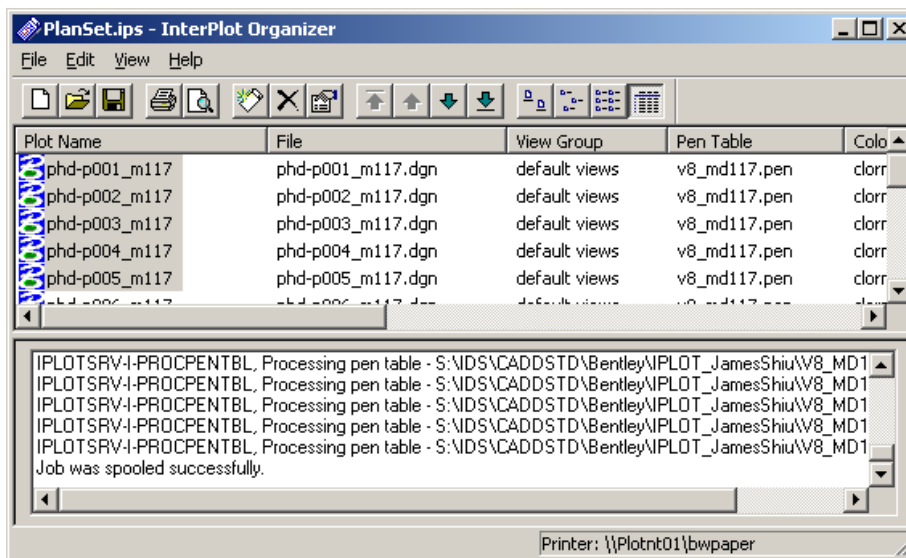 PlanSet.ips - InterPlot Organizer
File Edit View Help
Plot Name File View Group Pen Table Colo
phd-p001_m117 phd-p001_m117.dgn default views v8_md117.pen clorr
phd-p002_m117 phd-p002_m117.dgn default views v8_md117.pen clorr
phd-p003_m117 phd-p003_m117.dgn default views v8_md117.pen clorr
phd-p004_m117 phd-p004_m117.dgn default views v8_md117.pen clorr
phd-p005_m117 phd-p005_m117.dgn default views v8_md117.pen clorr
IPLOTSRV-I-PROCPENTBL, Processing pen table - S:\IDS\CADDSTD\Bentley\IPLOT_JamesShiu\V8_MD1
IPLOTSRV-I-PROCPENTBL, Processing pen table - S:\IDS\CADDSTD\Bentley\IPLOT_JamesShiu\V8_MD1
IPLOTSRV-I-PROCPENTBL, Processing pen table - S:\IDS\CADDSTD\Bentley\IPLOT_JamesShiu\V8_MD1
IPLOTSRV-I-PROCPENTBL, Processing pen table - S:\IDS\CADDSTD\Bentley\IPLOT_JamesShiu\V8_MD1
IPLOTSRV-I-PROCPENTBL, Processing pen table - S:\IDS\CADDSTD\Bentley\IPLOT_JamesShiu\V8_MD1
Job was spooled successfully.
Printer: \\Plotnt01\bwpaper